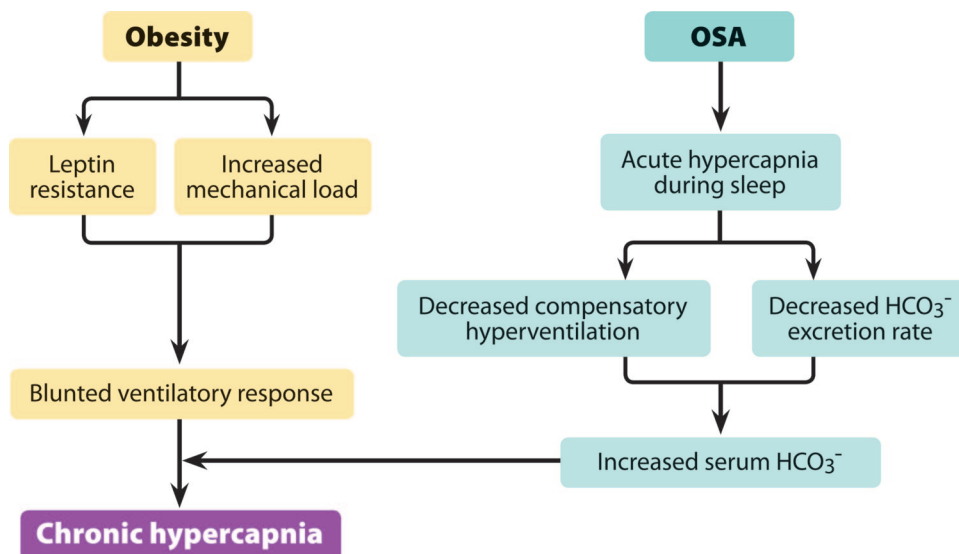 Obesity
OSA
Leptin
resistance
Increased
mechanical load
Acute hypercapnia
during sleep
Decreased compensatory
hyperventilation
Decreased HCO₃⁻
excretion rate
Blunted ventilatory response
Increased serum HCO₃⁻
Chronic hypercapnia